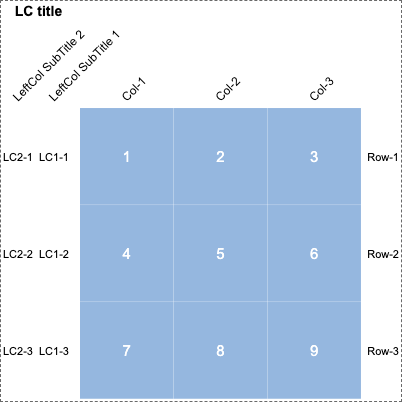 LC title
LeftCol SubTitle 2
LeftCol SubTitle 1
Col-1 Col-2 Col-3
LC2-1 LC1-1 1 2 3 Row-1
LC2-2 LC1-2 4 5 6 Row-2
LC2-3 LC1-3 7 8 9 Row-3